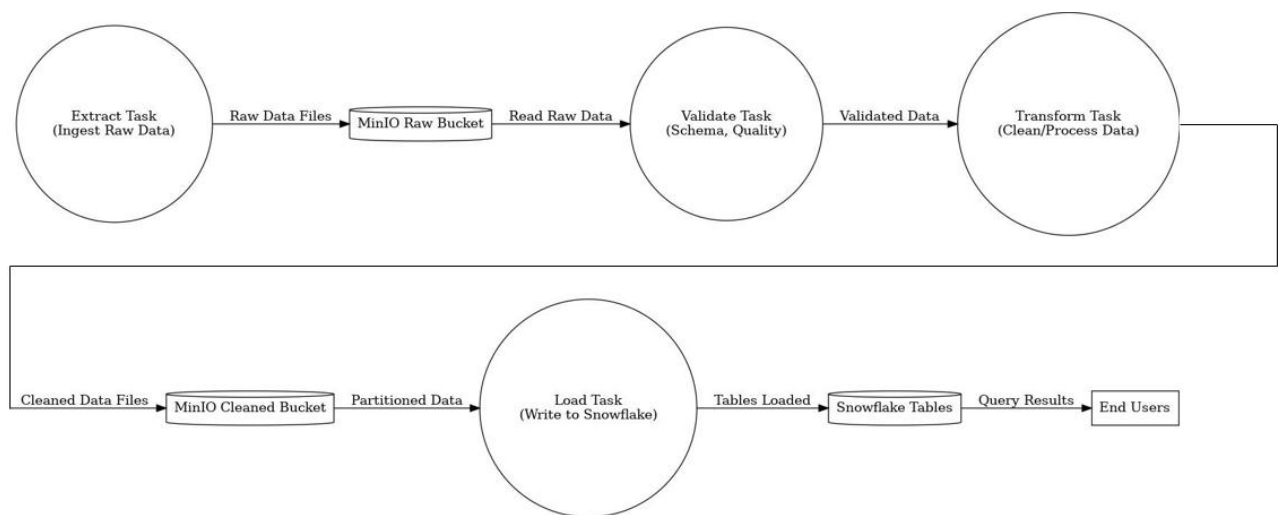 Extract Task
(Ingest Raw Data)
Raw Data Files
MinIO Raw Bucket
Read Raw Data
Validate Task
(Schema, Quality)
Validated Data
Transform Task
(Clean/Process Data)
Cleaned Data Files
MinIO Cleaned Bucket
Partitioned Data
Load Task
(Write to Snowflake)
Tables Loaded
Snowflake Tables
Query Results
End Users